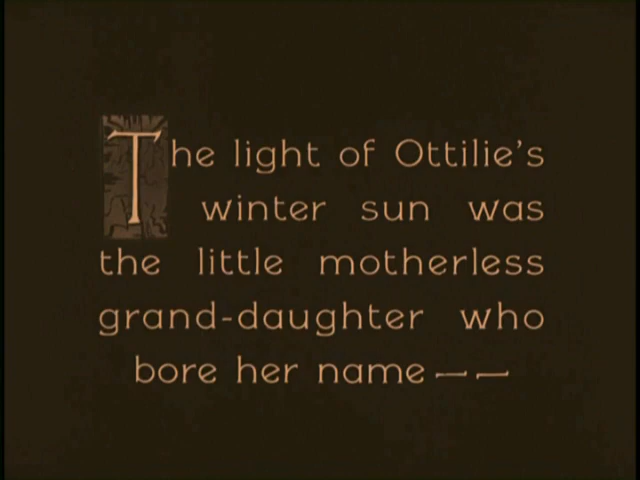 The light of Ottilie's
winter sun was
the little motherless
grand-daughter who
bore her name——